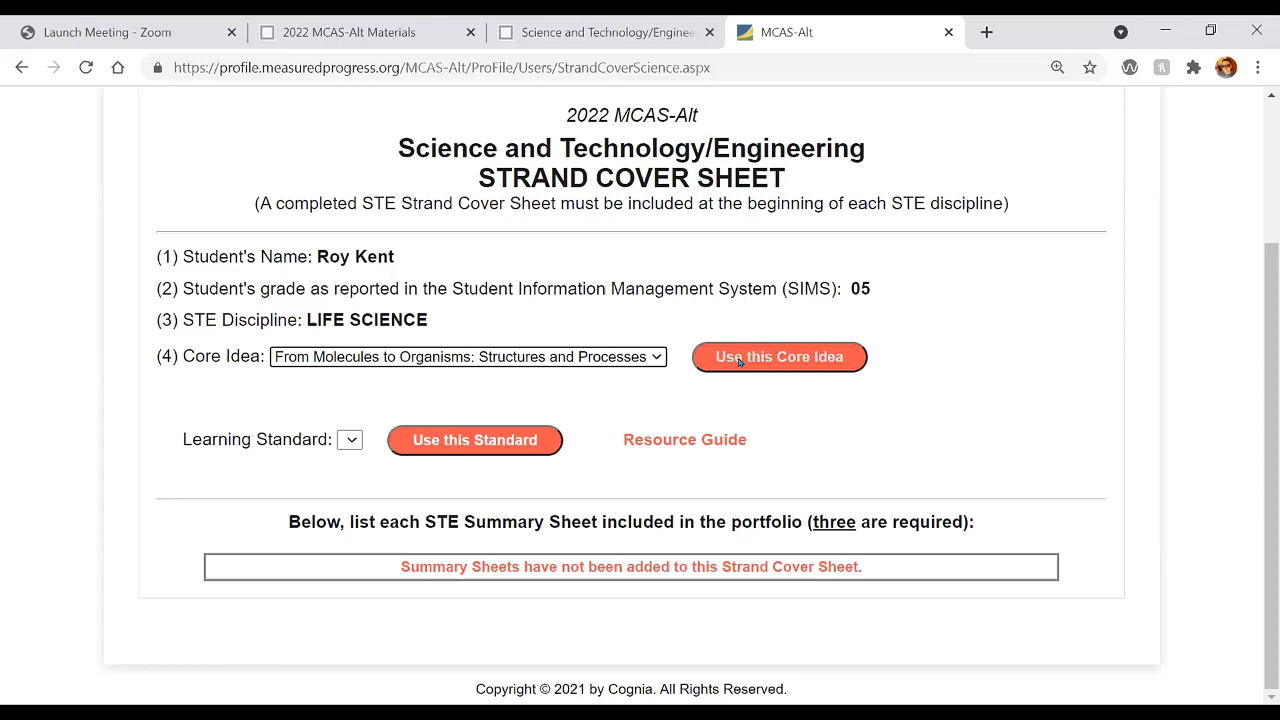 Launch Meeting - Zoom
2022 MCAS-Alt Materials
Science and Technology/Enginee
MCAS-Alt
https://profile.measuredprogress.org/MCAS-Alt/ProFile/Users/StrandCoverScience.aspx
2022 MCAS-Alt
Science and Technology/Engineering
STRAND COVER SHEET
(A completed STE Strand Cover Sheet must be included at the beginning of each STE discipline)
(1) Student's Name: Roy Kent
(2) Student's grade as reported in the Student Information Management System (SIMS): 05
(3) STE Discipline: LIFE SCIENCE
(4) Core Idea: From Molecules to Organisms: Structures and Processes Use this Core Idea
Learning Standard: Use this Standard Resource Guide
Below, list each STE Summary Sheet included in the portfolio (three are required):
Summary Sheets have not been added to this Strand Cover Sheet.
Copyright © 2021 by Cognia. All Rights Reserved.